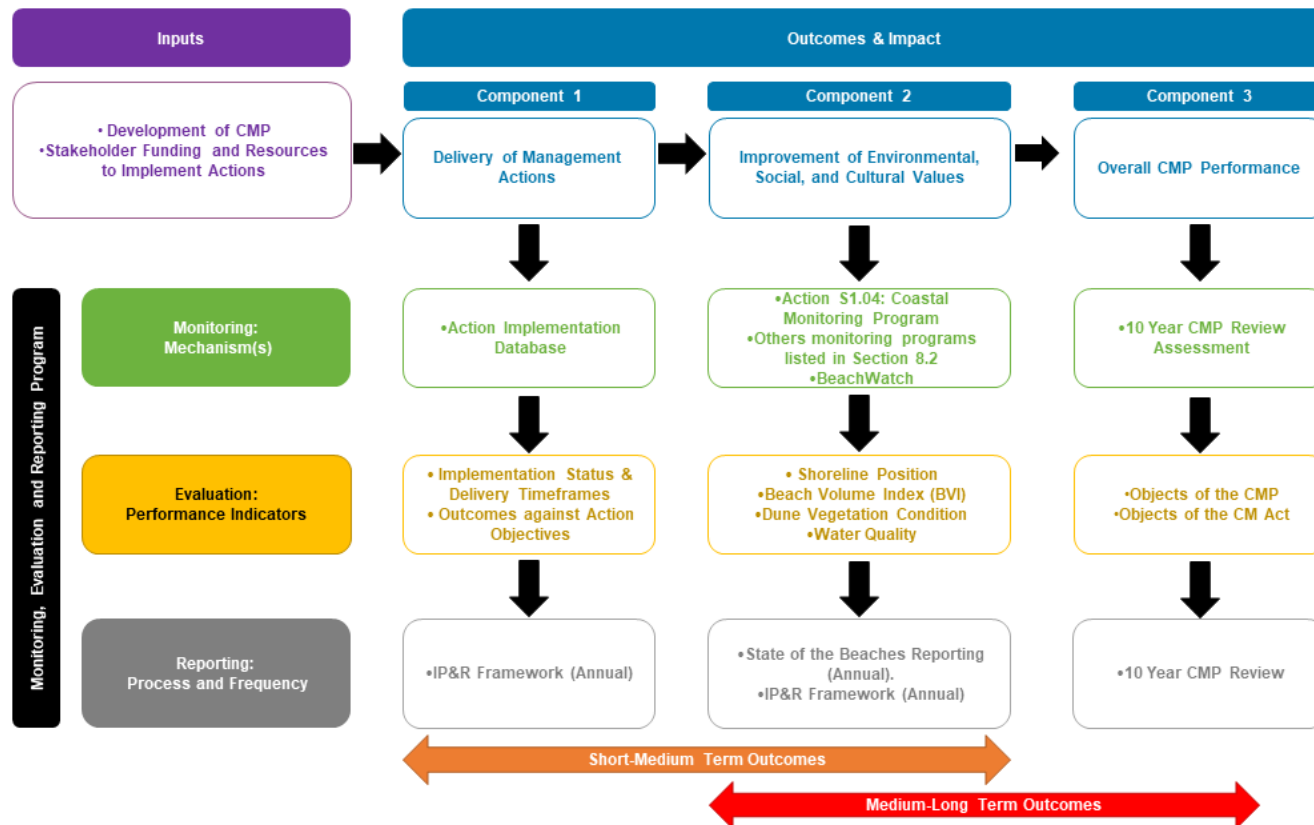 Inputs
Outcomes & Impact
Component 1
Component 2
Component 3
• Development of CMP
• Stakeholder Funding and Resources
to Implement Actions
Delivery of Management
Actions
Improvement of Environmental,
Social, and Cultural Values
Overall CMP Performance
Monitoring, Evaluation and Reporting Program
Monitoring:
Mechanism(s)
•Action Implementation
Database
•Action S1.04: Coastal
Monitoring Program
•Others monitoring programs
listed in Section 8.2
•BeachWatch
•10 Year CMP Review
Assessment
Evaluation:
Performance Indicators
• Implementation Status &
Delivery Timeframes
• Outcomes against Action
Objectives
• Shoreline Position
•Beach Volume Index (BVI)
•Dune Vegetation Condition
•Water Quality
•Objects of the CMP
•Objects of the CM Act
Reporting:
Process and Frequency
•IP&R Framework (Annual)
•State of the Beaches Reporting
(Annual).
•IP&R Framework (Annual)
•10 Year CMP Review
Short-Medium Term Outcomes
Medium-Long Term Outcomes